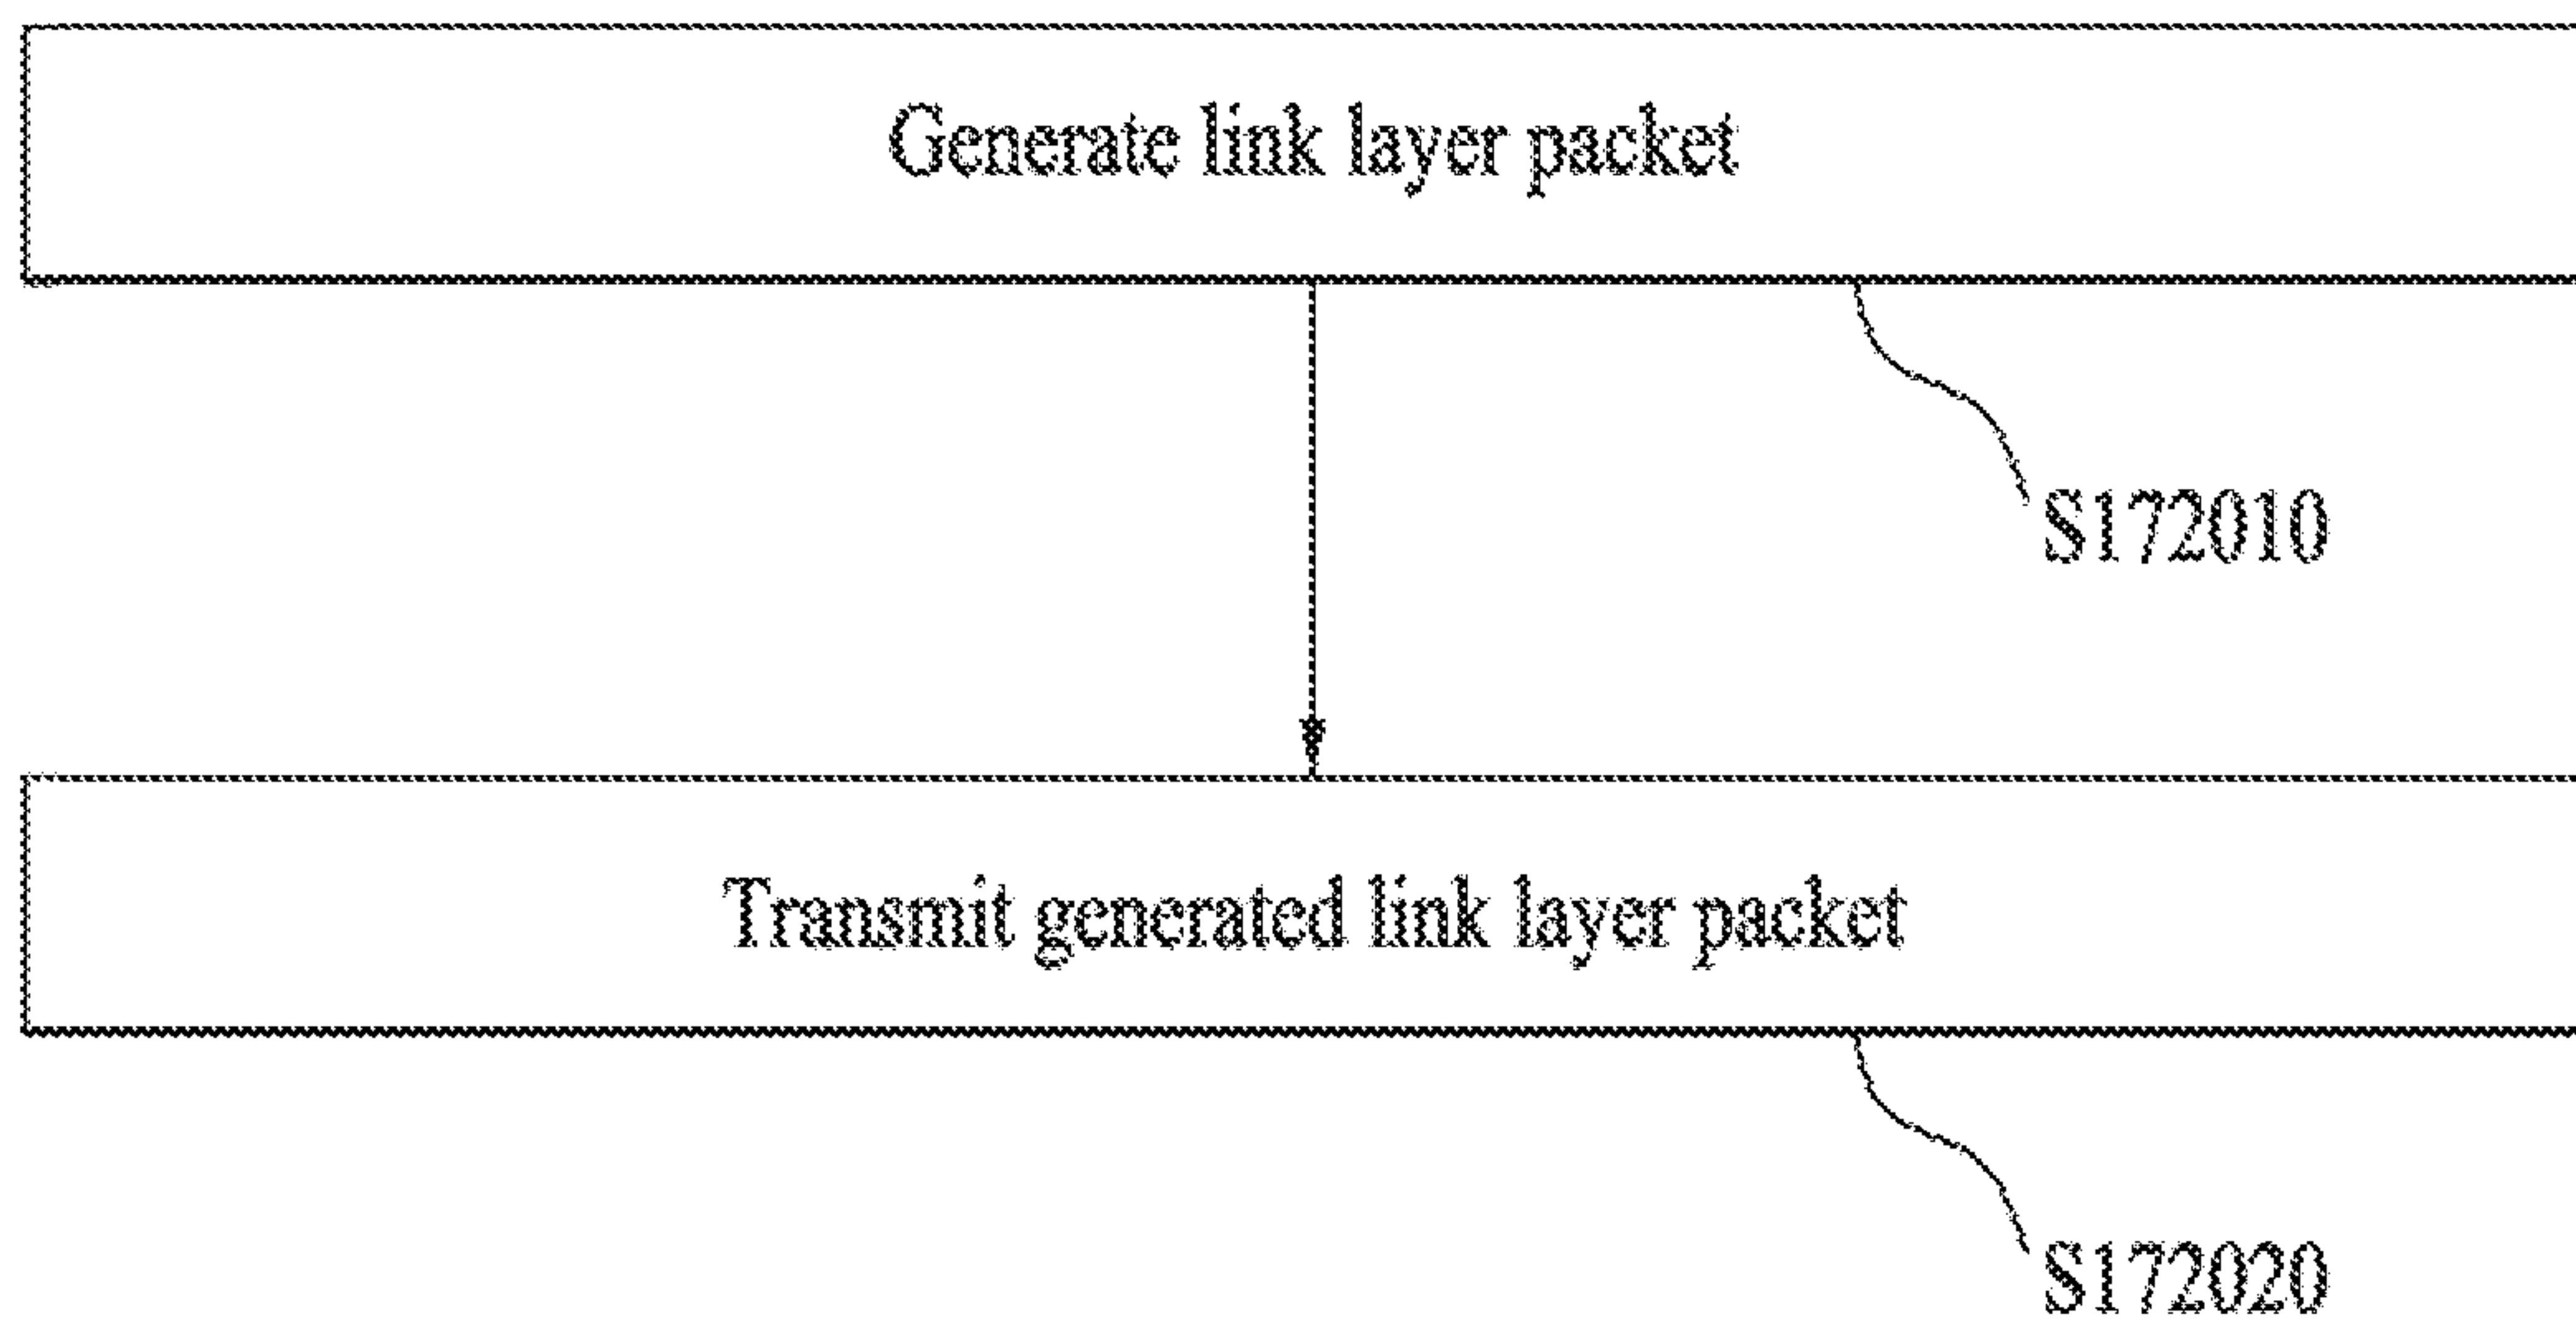 Generate link layer packet
S172010
Transmit generated link layer packet
S172020